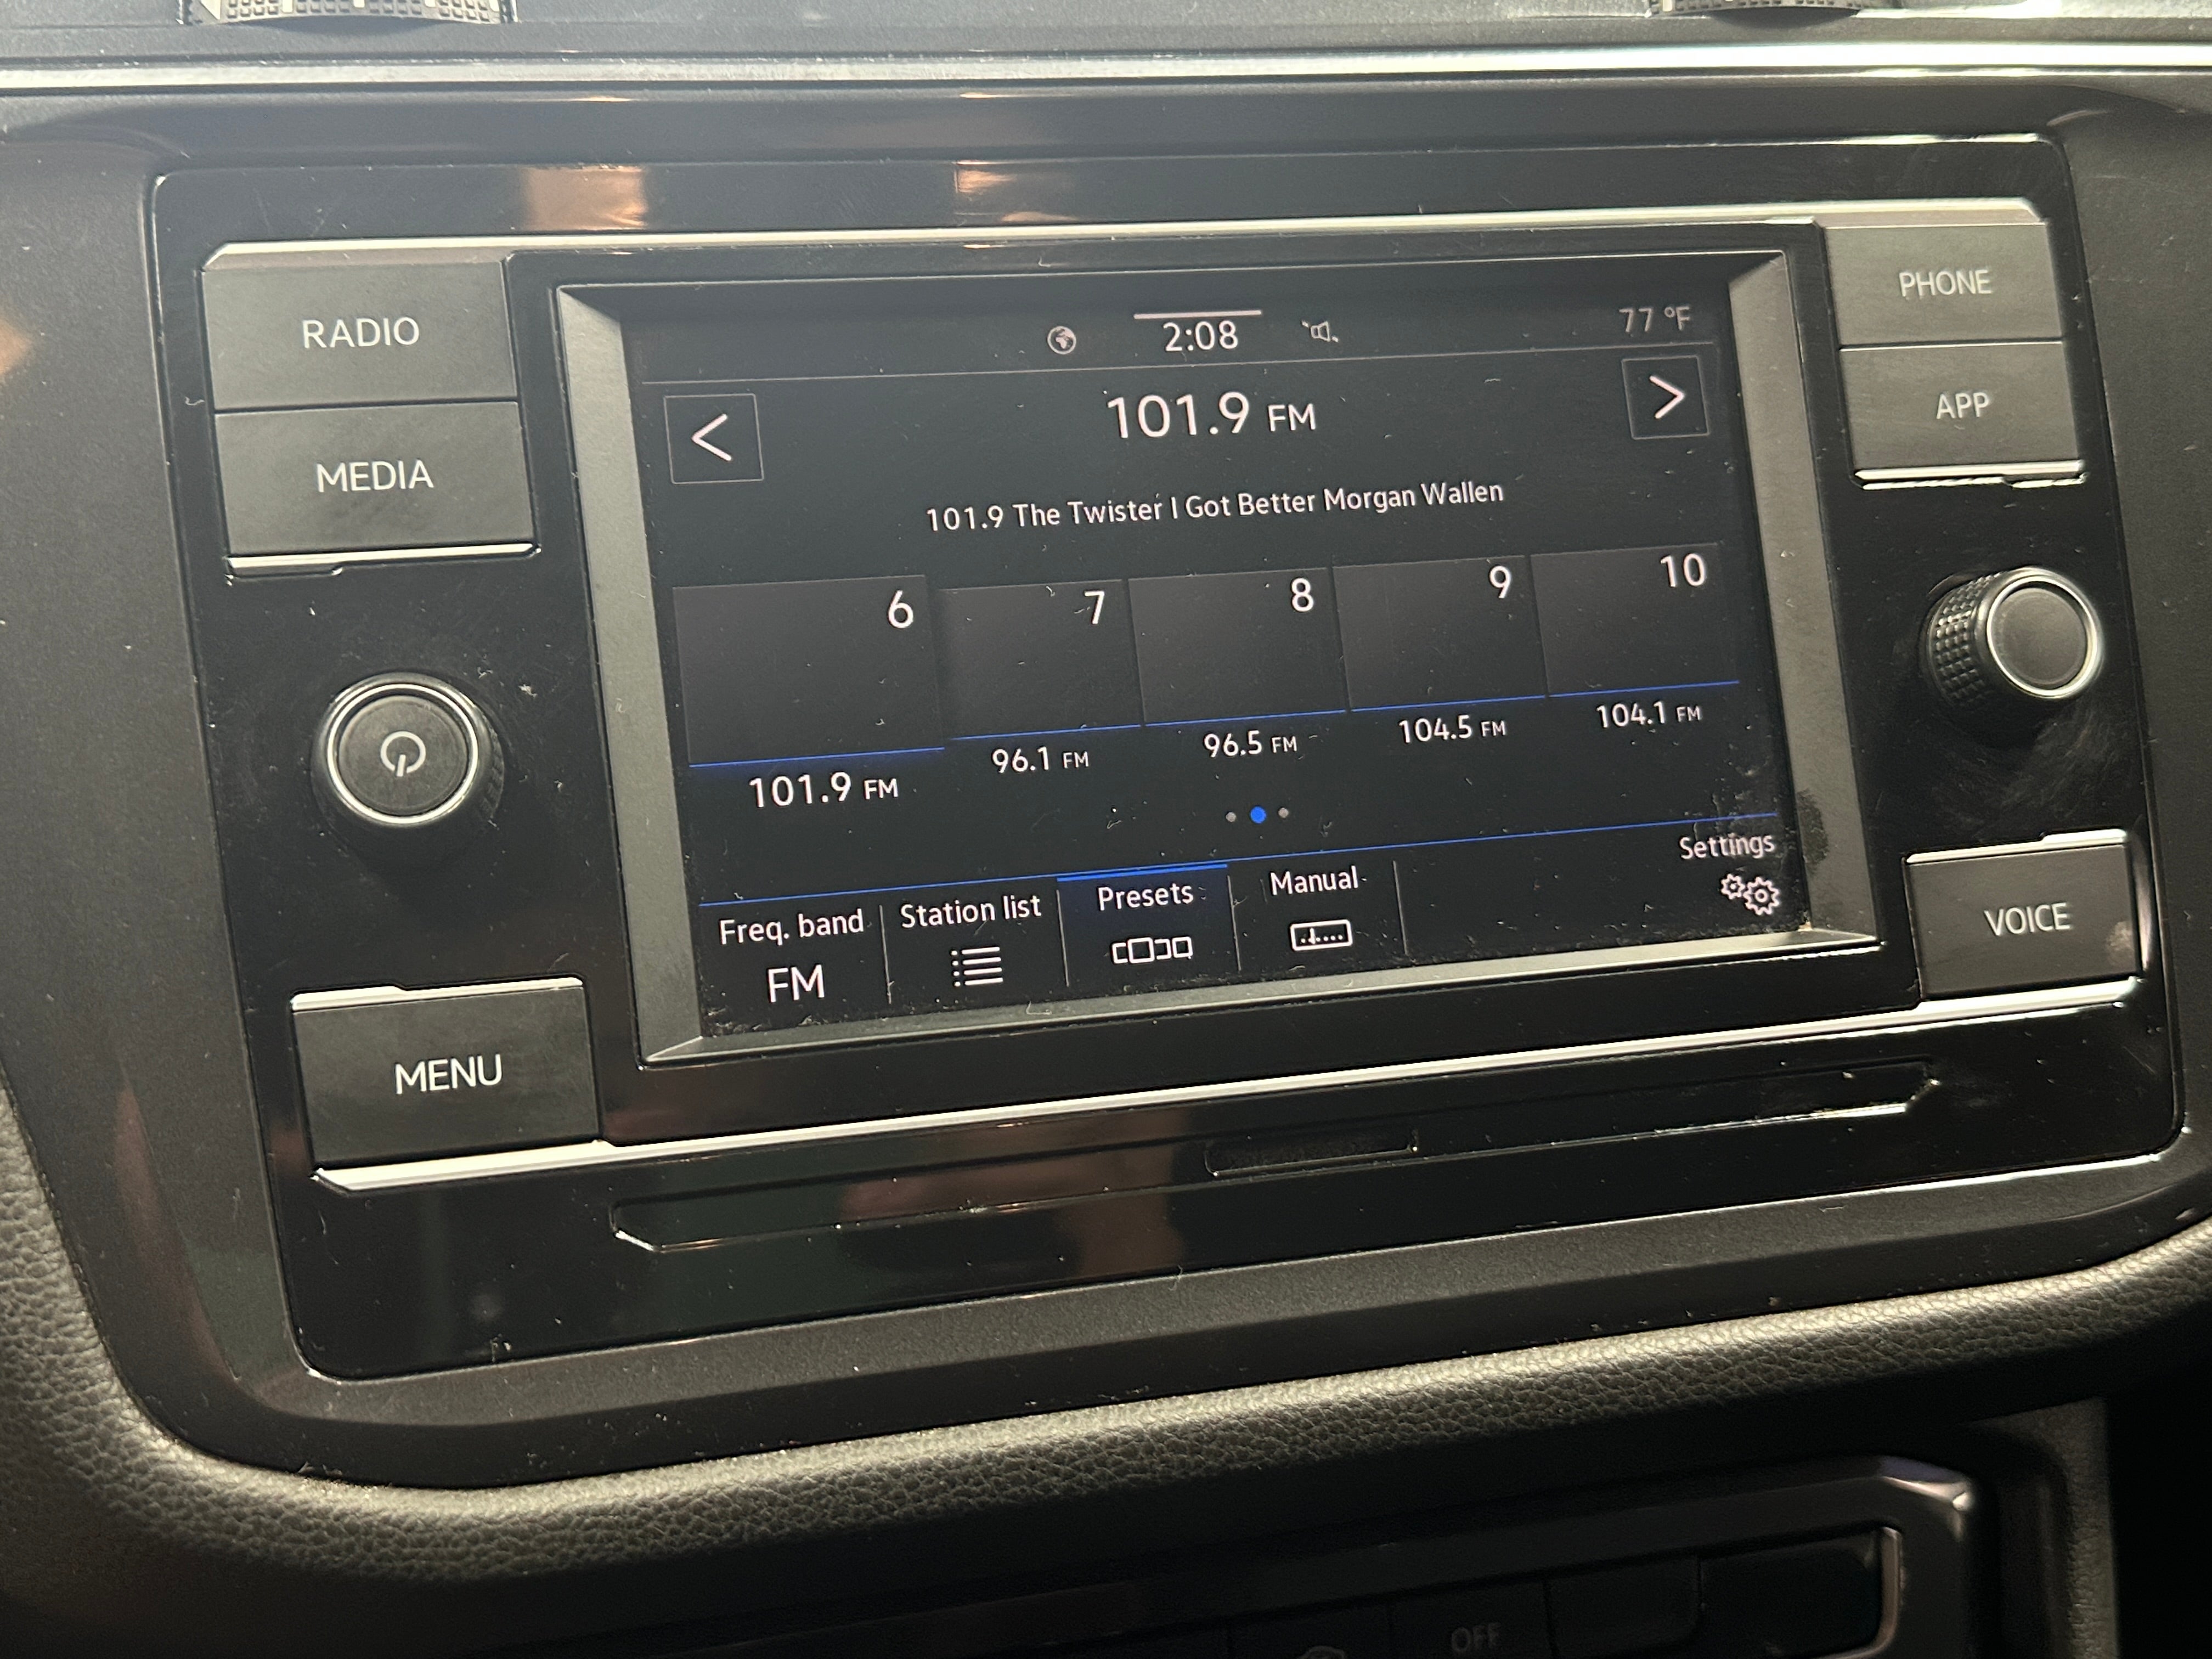 RADIO
MEDIA
MENU
PHONE
APP
VOICE
2:08
77 °F
<
101.9 FM
>
101.9 The Twister I Got Better Morgan Wallen
6 7 8 9 10
101.9 FM 96.1 FM 96.5 FM 104.5 FM 104.1 FM
Freq. band Station list Presets Manual Settings
FM
OFF